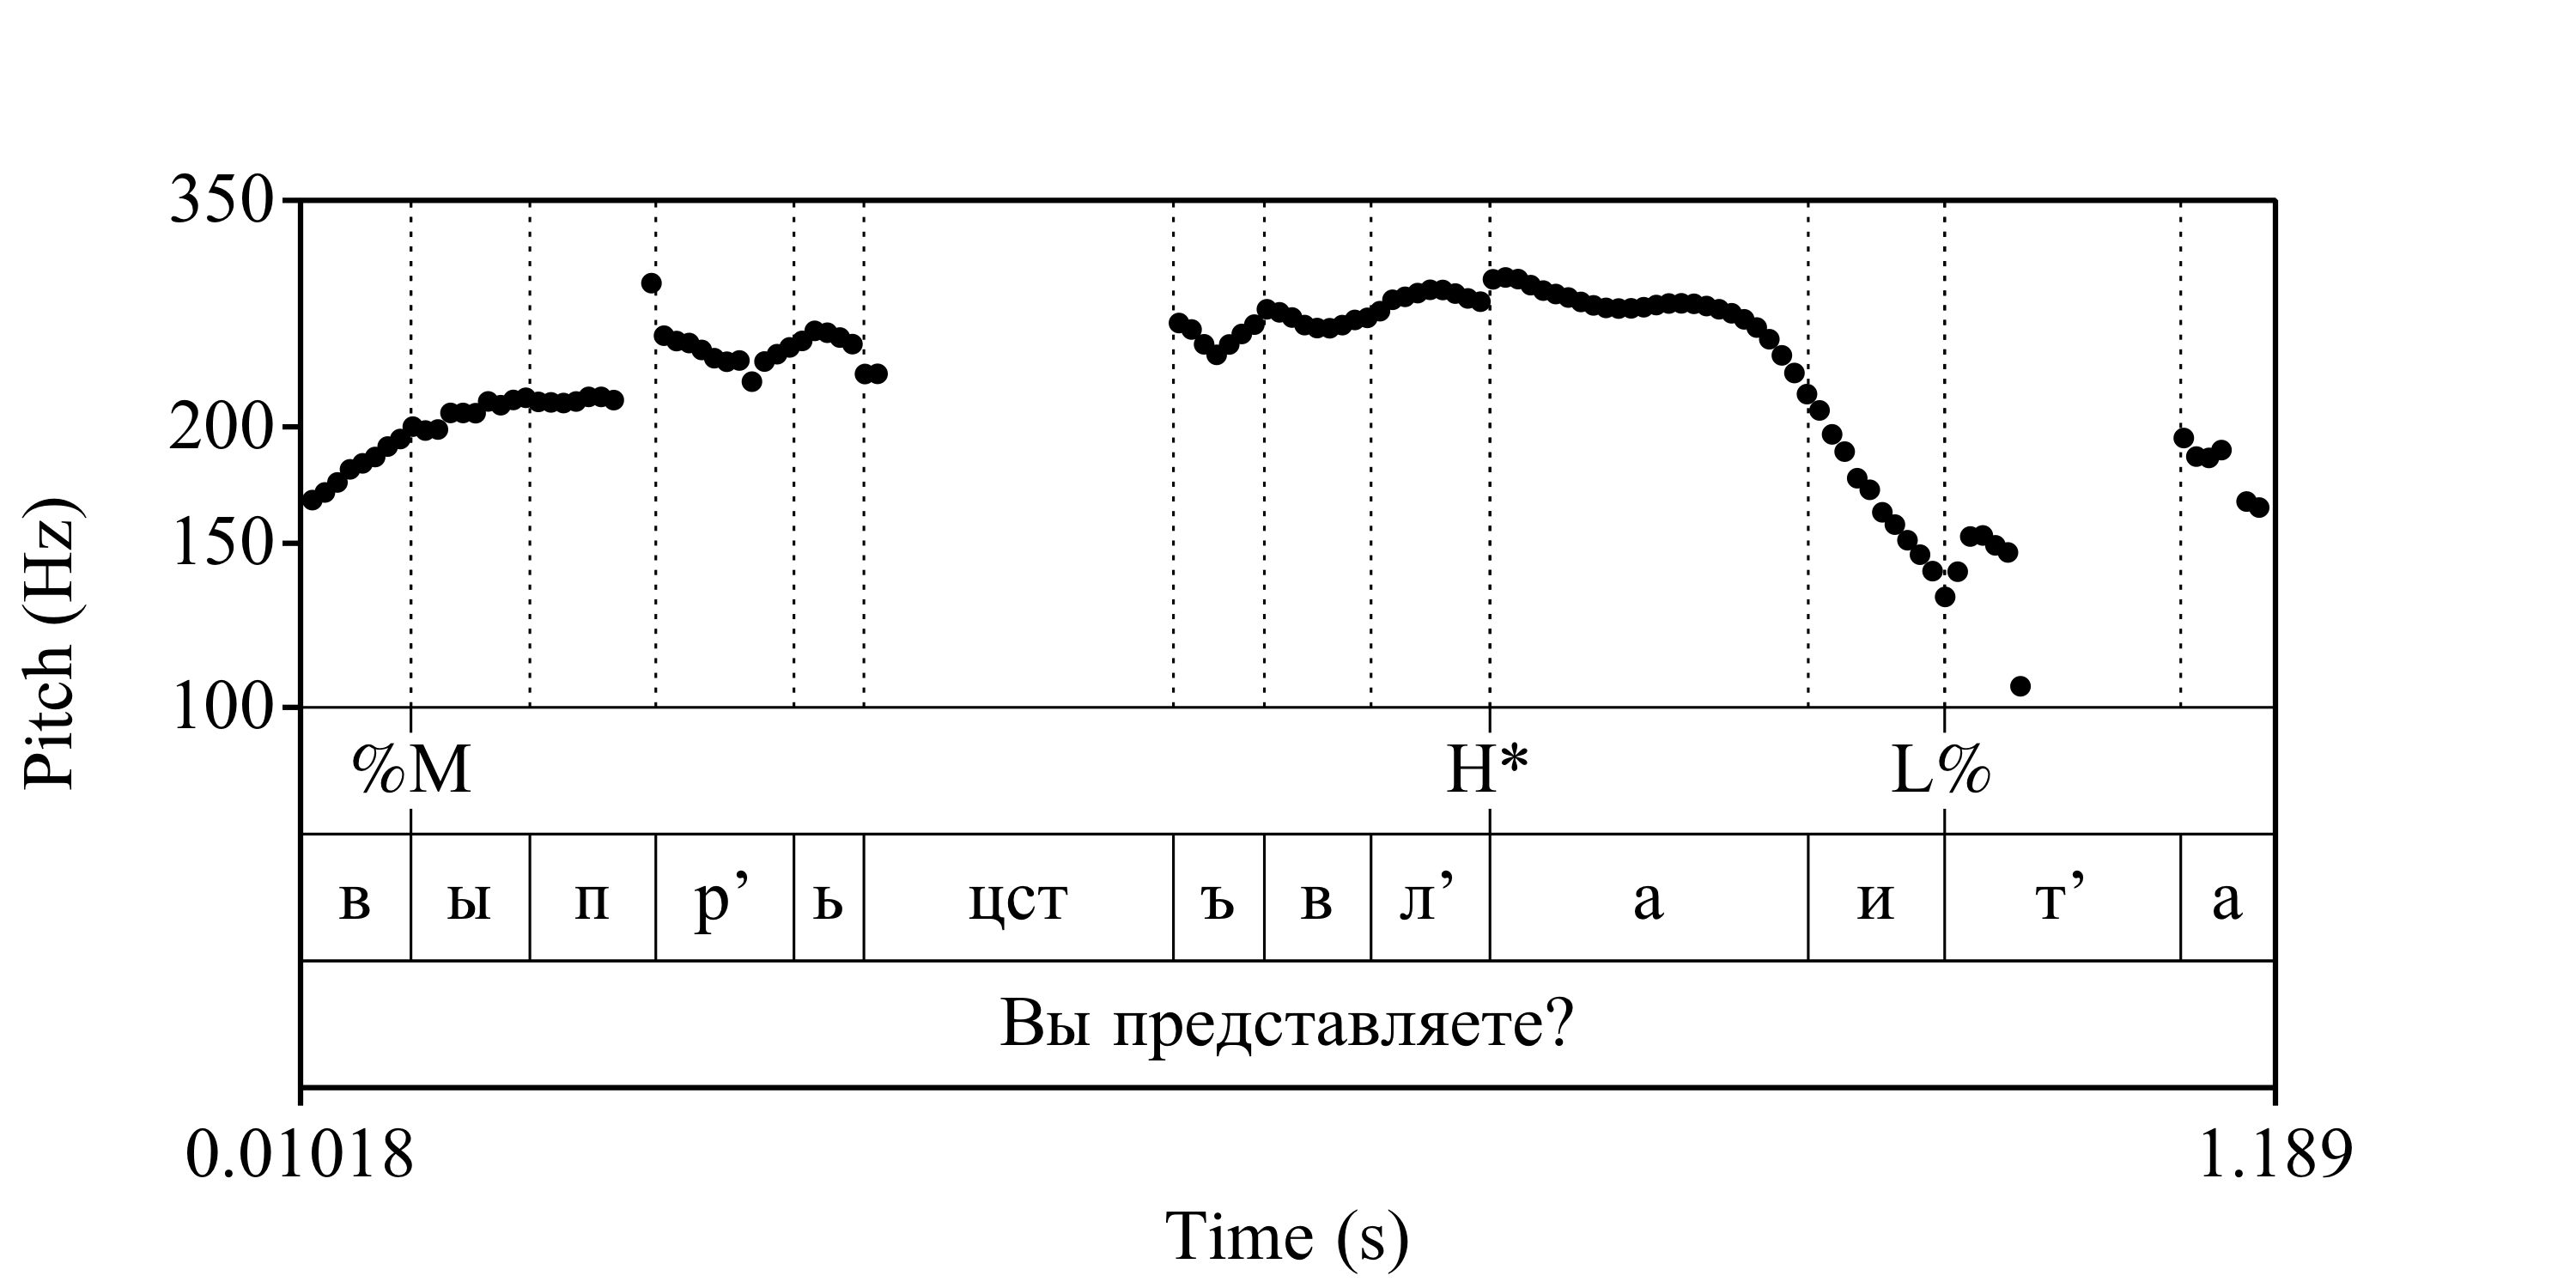 350
200
150
100
Pitch (Hz)
%M H* L%
в ы п р’ ь цст ъ в л’ а и т’ а
Вы представляете?
0.01018 1.189
Time (s)